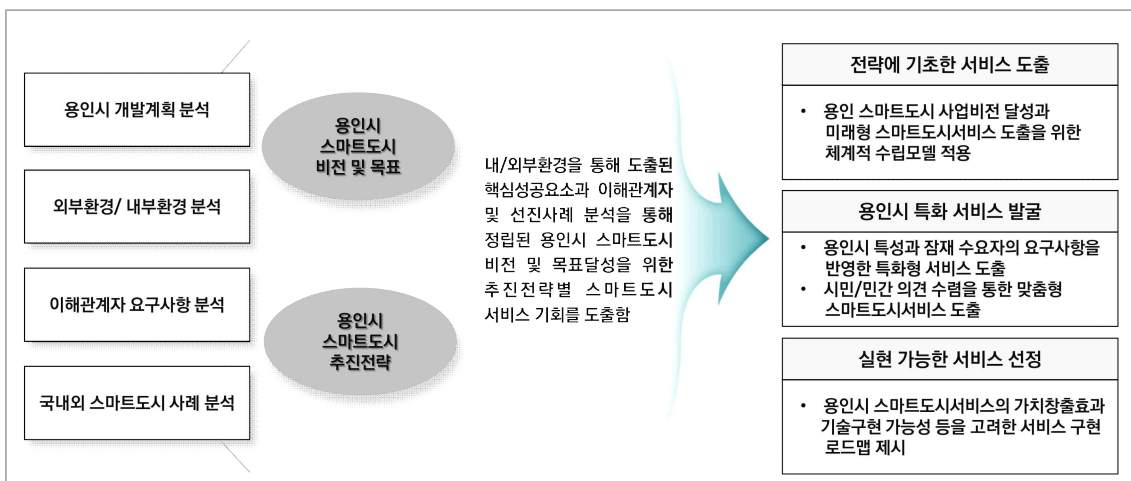 용인시 개발계획 분석
외부환경/ 내부환경 분석
이해관계자 요구사항 분석
국내외 스마트도시 사례 분석
용인시
스마트도시
비전 및 목표
용인시
스마트도시
추진전략
내/외부환경을 통해 도출된
핵심성공요소과 이해관계자
및 선진사례 분석을 통해
정립된 용인시 스마트도시
비전 및 목표달성을 위한
추진전략별 스마트도시
서비스 기회를 도출함
전략에 기초한 서비스 도출
• 용인 스마트도시 사업비전 달성과
미래형 스마트도시서비스 도출을 위한
체계적 수립모델 적용
용인시 특화 서비스 발굴
• 용인시 특성과 잠재 수요자의 요구사항을
반영한 특화형 서비스 도출
• 시민/민간 의견 수렴을 통한 맞춤형
스마트도시서비스 도출
실현 가능한 서비스 선정
• 용인시 스마트도시서비스의 가치창출효과
기술구현 가능성 등을 고려한 서비스 구현
로드맵 제시